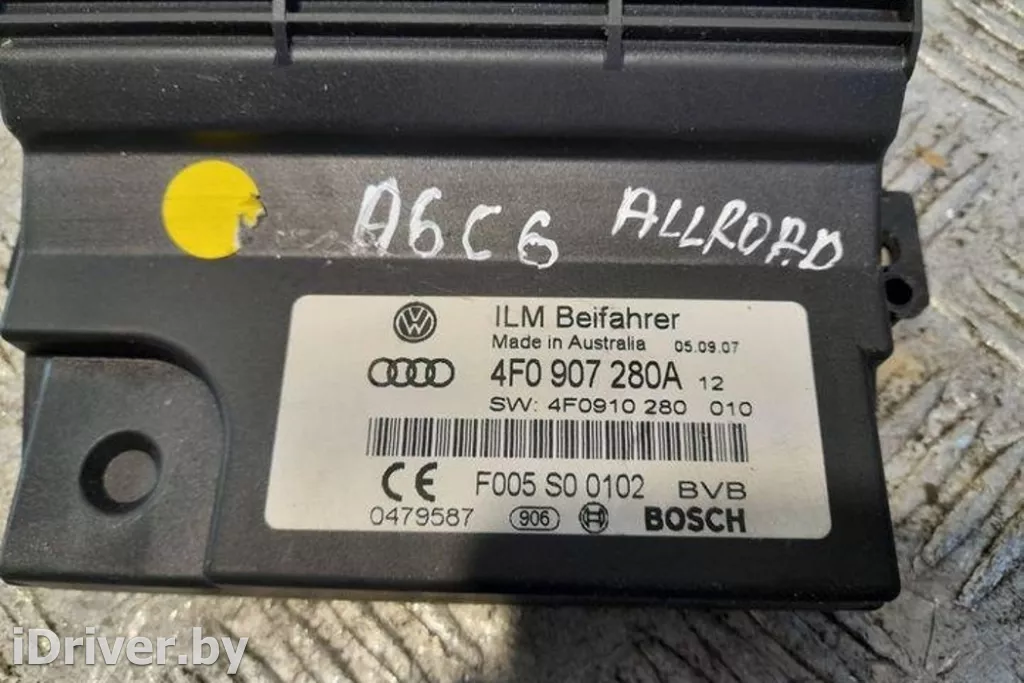 A6C6 ALLROAD
ILM Beifahrer
Made in Australia 05.09.07
4F0 907 280A 12
SW: 4F0910 280 010
CE F005 S0 0102 BVB
0479587 906 BOSCH
iDriver.by